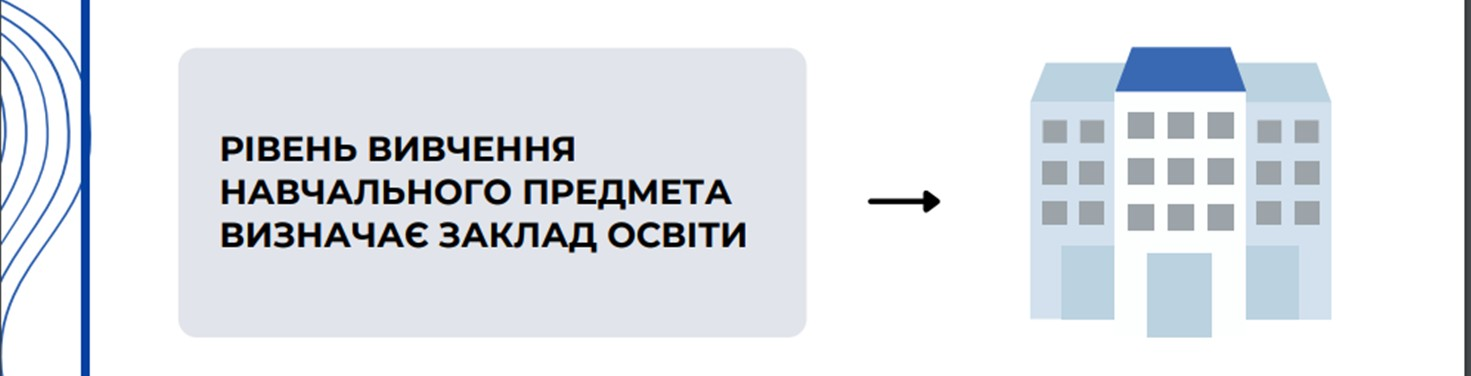 РІВЕНЬ ВИВЧЕННЯ
НАВЧАЛЬНОГО ПРЕДМЕТА
ВИЗНАЧАЄ ЗАКЛАД ОСВІТИ